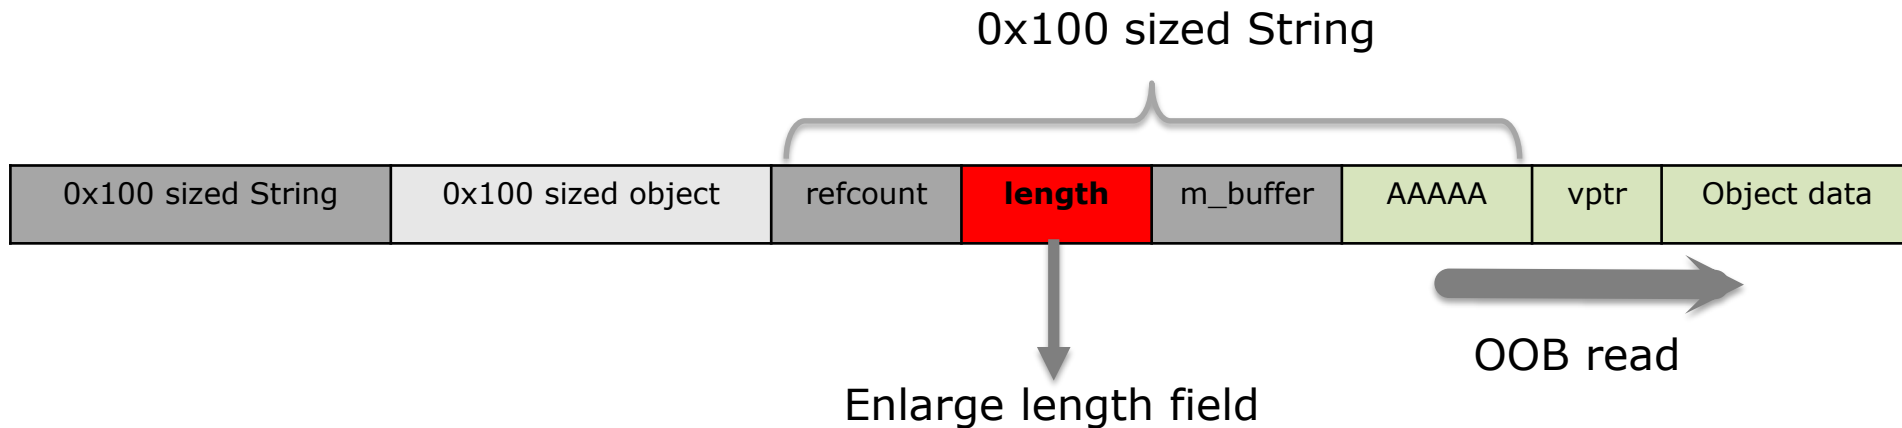 0x100 sized String
0x100 sized String 0x100 sized object refcount length m_buffer AAAAA vptr Object data
OOB read
Enlarge length field